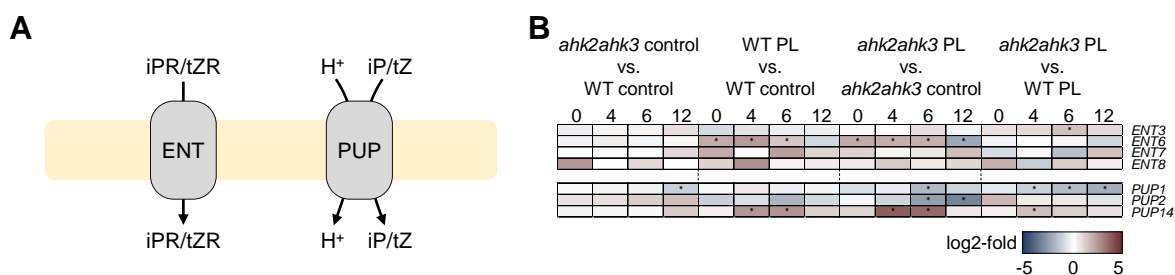 A
iPR/tZR
H⁺ iP/tZ
ENT
PUP
iPR/tZR
H⁺ iP/tZ
B
ahk2ahk3 control vs. WT control
WT PL vs. WT control
ahk2ahk3 PL vs. ahk2ahk3 control
ahk2ahk3 PL vs. WT PL
0 4 6 12 0 4 6 12 0 4 6 12 0 4 6 12
ENT3
ENT6
ENT7
ENT8
PUP1
PUP2
PUP14
log2-fold
-5 0 5